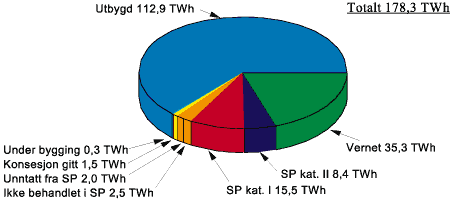 Utbygd 112,9 TWh
Totalt 178,3 TWh
Under bygging 0,3 TWh
Konsesjon gitt 1,5 TWh
Unntatt fra SP 2,0 TWh
Ikke behandlet i SP 2,5 TWh
SP kat. I 15,5 TWh
SP kat. II 8,4 TWh
Vernet 35,3 TWh